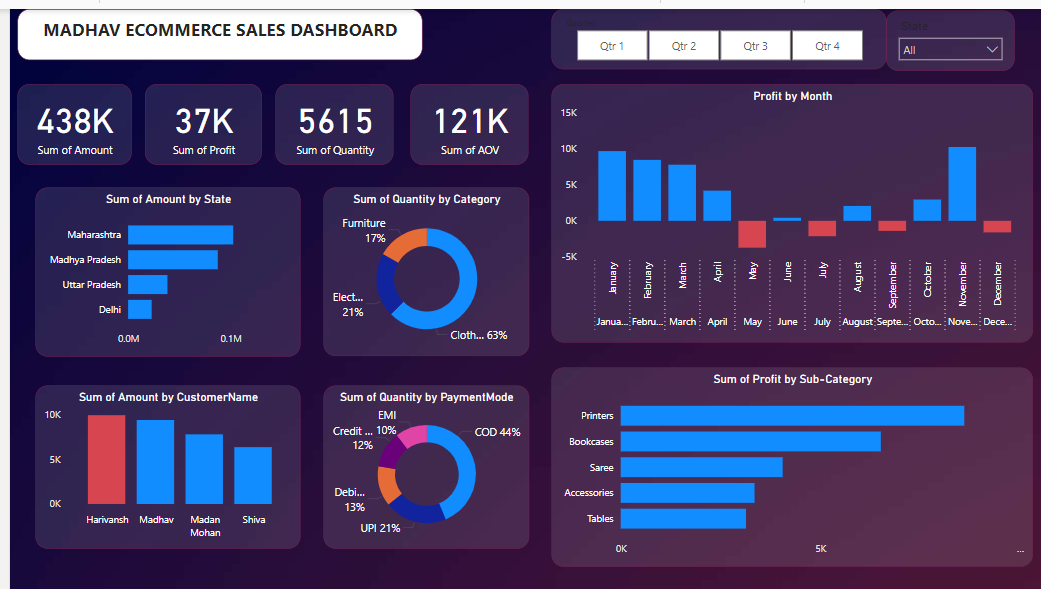 MADHAV ECOMMERCE SALES DASHBOARD
Qtr 1 Qtr 2 Qtr 3 Qtr 4
State
All
438K
Sum of Amount
37K
Sum of Profit
5615
Sum of Quantity
121K
Sum of AOV
Profit by Month
15K
10K
5K
0K
-5K
January February March April May June July August September October November December
Janua... Febru... March April May June July August Septe... Octo... Nove... Dece...
Sum of Amount by State
Maharashtra
Madhya Pradesh
Uttar Pradesh
Delhi
0.0M 0.1M
Sum of Quantity by Category
Furniture
17%
Elect...
21%
Cloth... 63%
Sum of Amount by CustomerName
10K
5K
0K
Harivansh Madhav Madan Mohan Shiva
Sum of Quantity by PaymentMode
EMI
10%
Credit ...
12%
COD 44%
Debi...
13%
UPI 21%
Sum of Profit by Sub-Category
Printers
Bookcases
Saree
Accessories
Tables
0K 5K ...